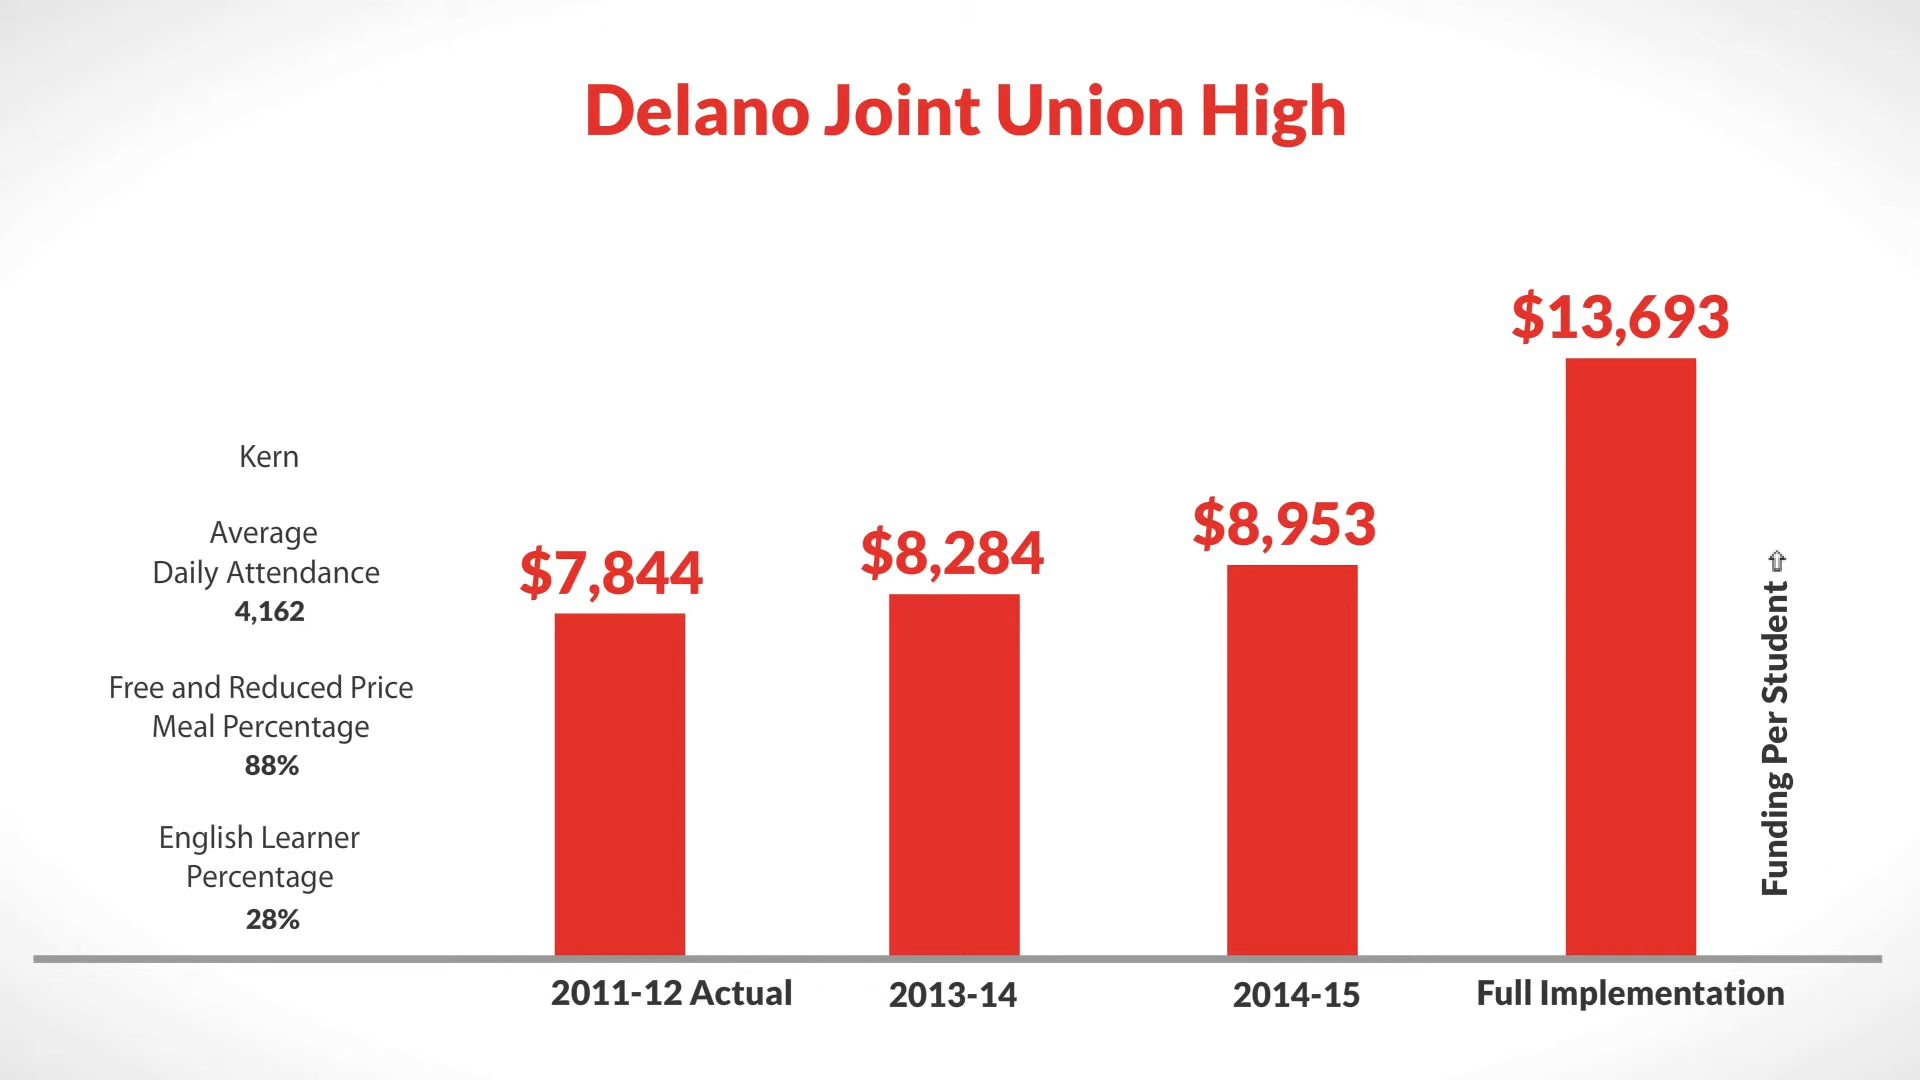 Delano Joint Union High
Kern
Average
Daily Attendance
4,162
Free and Reduced Price
Meal Percentage
88%
English Learner
Percentage
28%
$7,844
$8,284
$8,953
$13,693
2011-12 Actual
2013-14
2014-15
Full Implementation
Funding Per Student ⇧